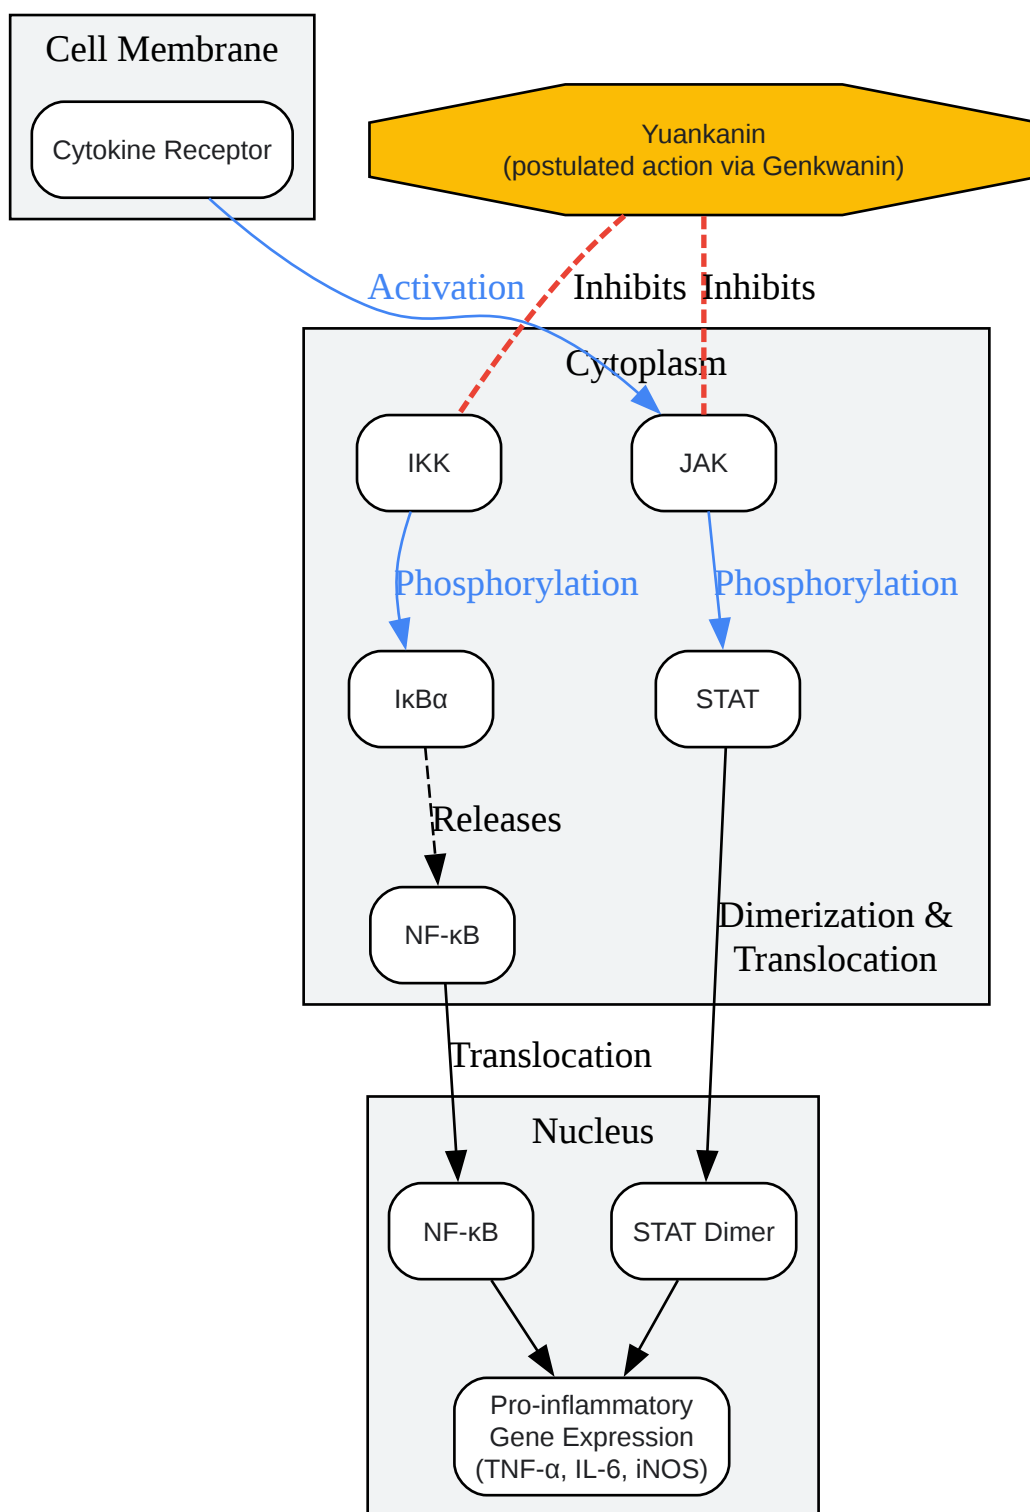 Cell Membrane
Cytokine Receptor
Yuankanin
(postulated action via Genkwanin)
Activation
Inhibits
Inhibits
Cytoplasm
IKK
JAK
Phosphorylation
Phosphorylation
IκBα
STAT
Releases
NF-κB
Dimerization &
Translocation
Translocation
Nucleus
NF-κB
STAT Dimer
Pro-inflammatory
Gene Expression
(TNF-α, IL-6, iNOS)